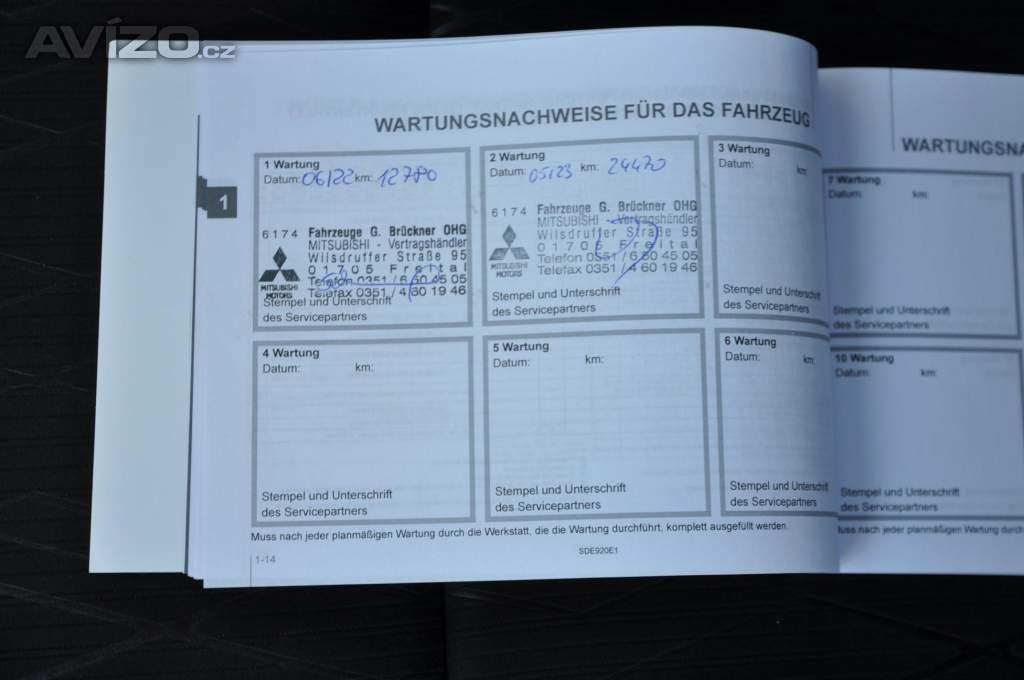 AVÍZO.cz
WARTUNGSNACHWEISE FÜR DAS FAHRZEUG
1
1 Wartung
Datum: 06/22 km: 12780
6174 Fahrzeuge G. Brückner OHG
MITSUBISHI - Vertragshändler
Wilsdruffer Straße 95
01705 Freital
Telefon 0351/6 60 45 05
Telefax 0351/4 60 19 46
MITSUBISHI
MOTORS
Stempel und Unterschrift
des Servicepartners
2 Wartung
Datum: 05/23 km: 24470
6174 Fahrzeuge G. Brückner OHG
MITSUBISHI - Vertragshändler
Wilsdruffer Straße 95
01705 Freital
Telefon 0351/6 60 45 05
Telefax 0351/4 60 19 46
MITSUBISHI
MOTORS
Stempel und Unterschrift
des Servicepartners
3 Wartung
Datum: km:
Stempel und Unterschrift
des Servicepartners
4 Wartung
Datum: km:
Stempel und Unterschrift
des Servicepartners
5 Wartung
Datum: km:
Stempel und Unterschrift
des Servicepartners
6 Wartung
Datum: km:
Stempel und Unterschrift
des Servicepartners
Muss nach jeder planmäßigen Wartung durch die Werkstatt, die die Wartung durchführt, komplett ausgefüllt werden.
1-14
SDE920E1
WARTUNGSNA
7 Wartung
Datum: km:
Stempel und Unterschrift
des Servicepartners
10 Wartung
Datum: km:
Stempel und Unterschrift
des Servicepartners
Muss nach jeder planmäßigen Wartung durch